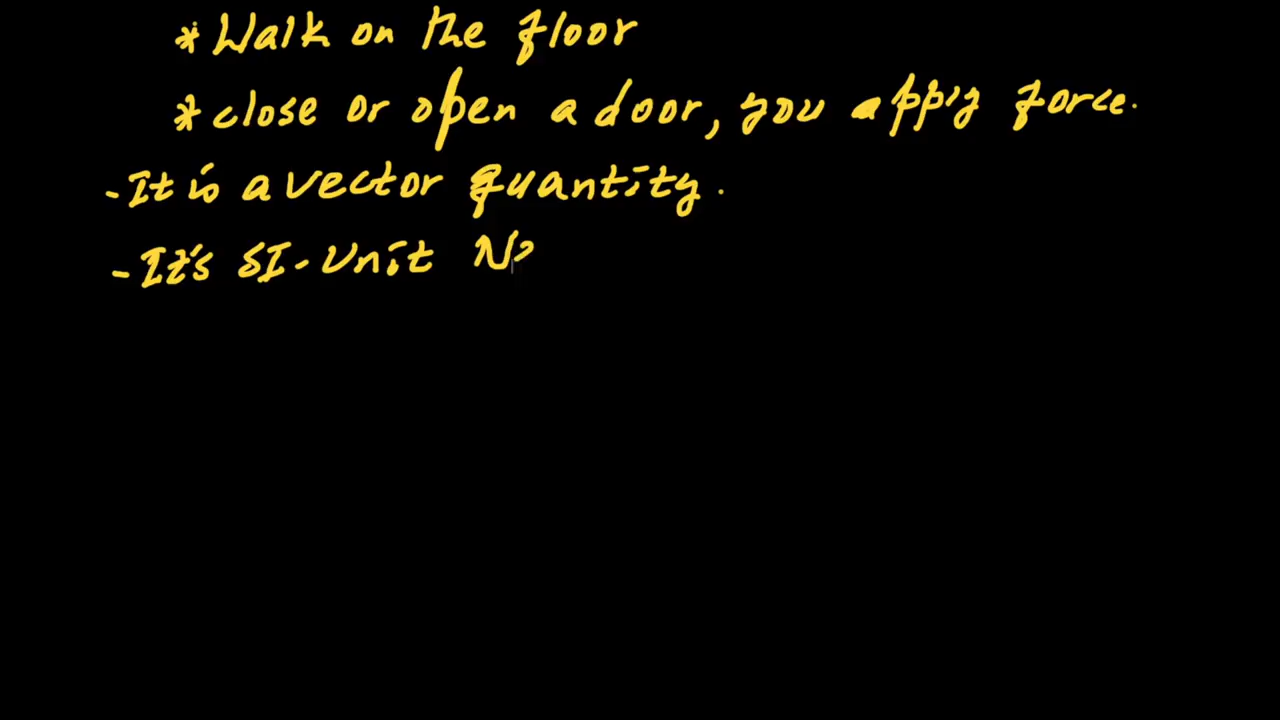 * Walk on the floor
* close or open a door, you apply force.
- It is a vector quantity.
- It's SI-Unit N